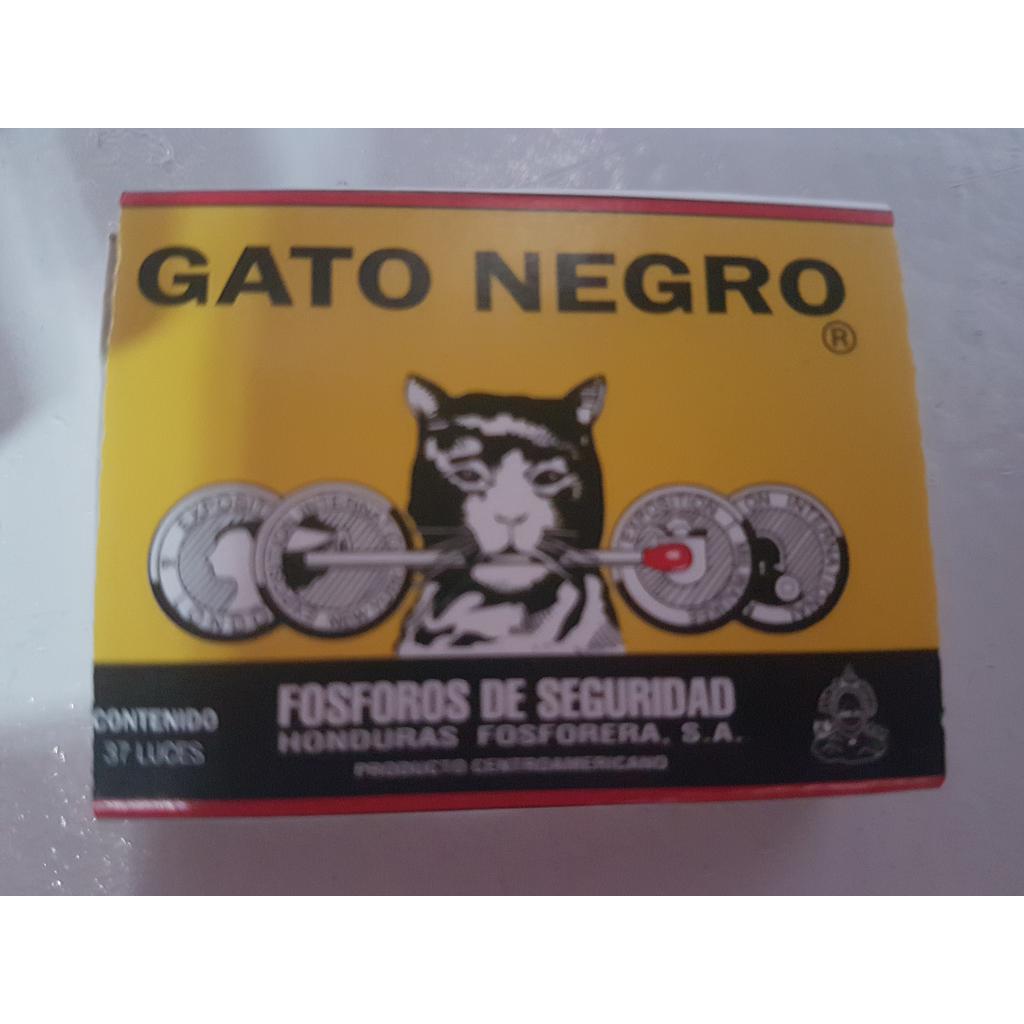 GATO NEGRO
®
CONTENIDO
37 LUCES
FOSFOROS DE SEGURIDAD
HONDURAS FOSFORERA, S.A.
PRODUCTO CENTROAMERICANO